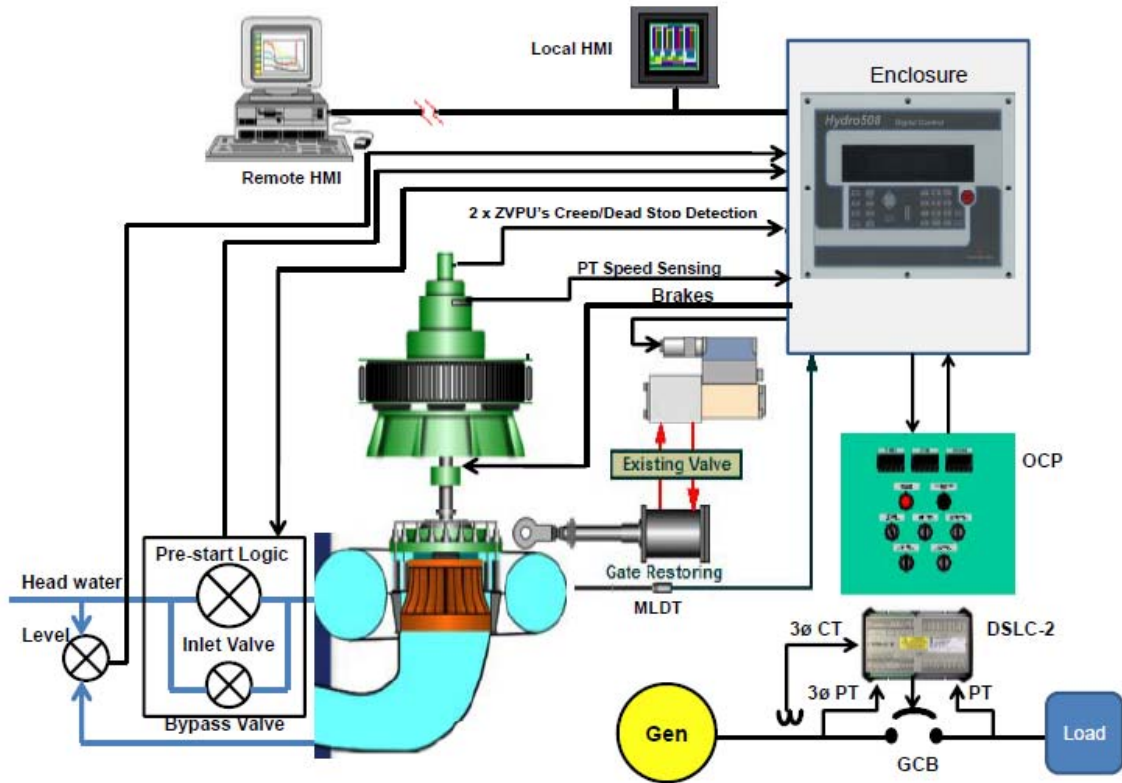 Local HMI
Enclosure
Hydro508 Digital Control
Remote HMI
2 x ZVPU's Creep/Dead Stop Detection
PT Speed Sensing
Brakes
Existing Valve
OCP
Pre-start Logic
Head water
Inlet Valve
Level
Bypass Valve
Gate Restoring
MLDT
3ø CT
DSLC-2
3ø PT
PT
Gen
GCB
Load